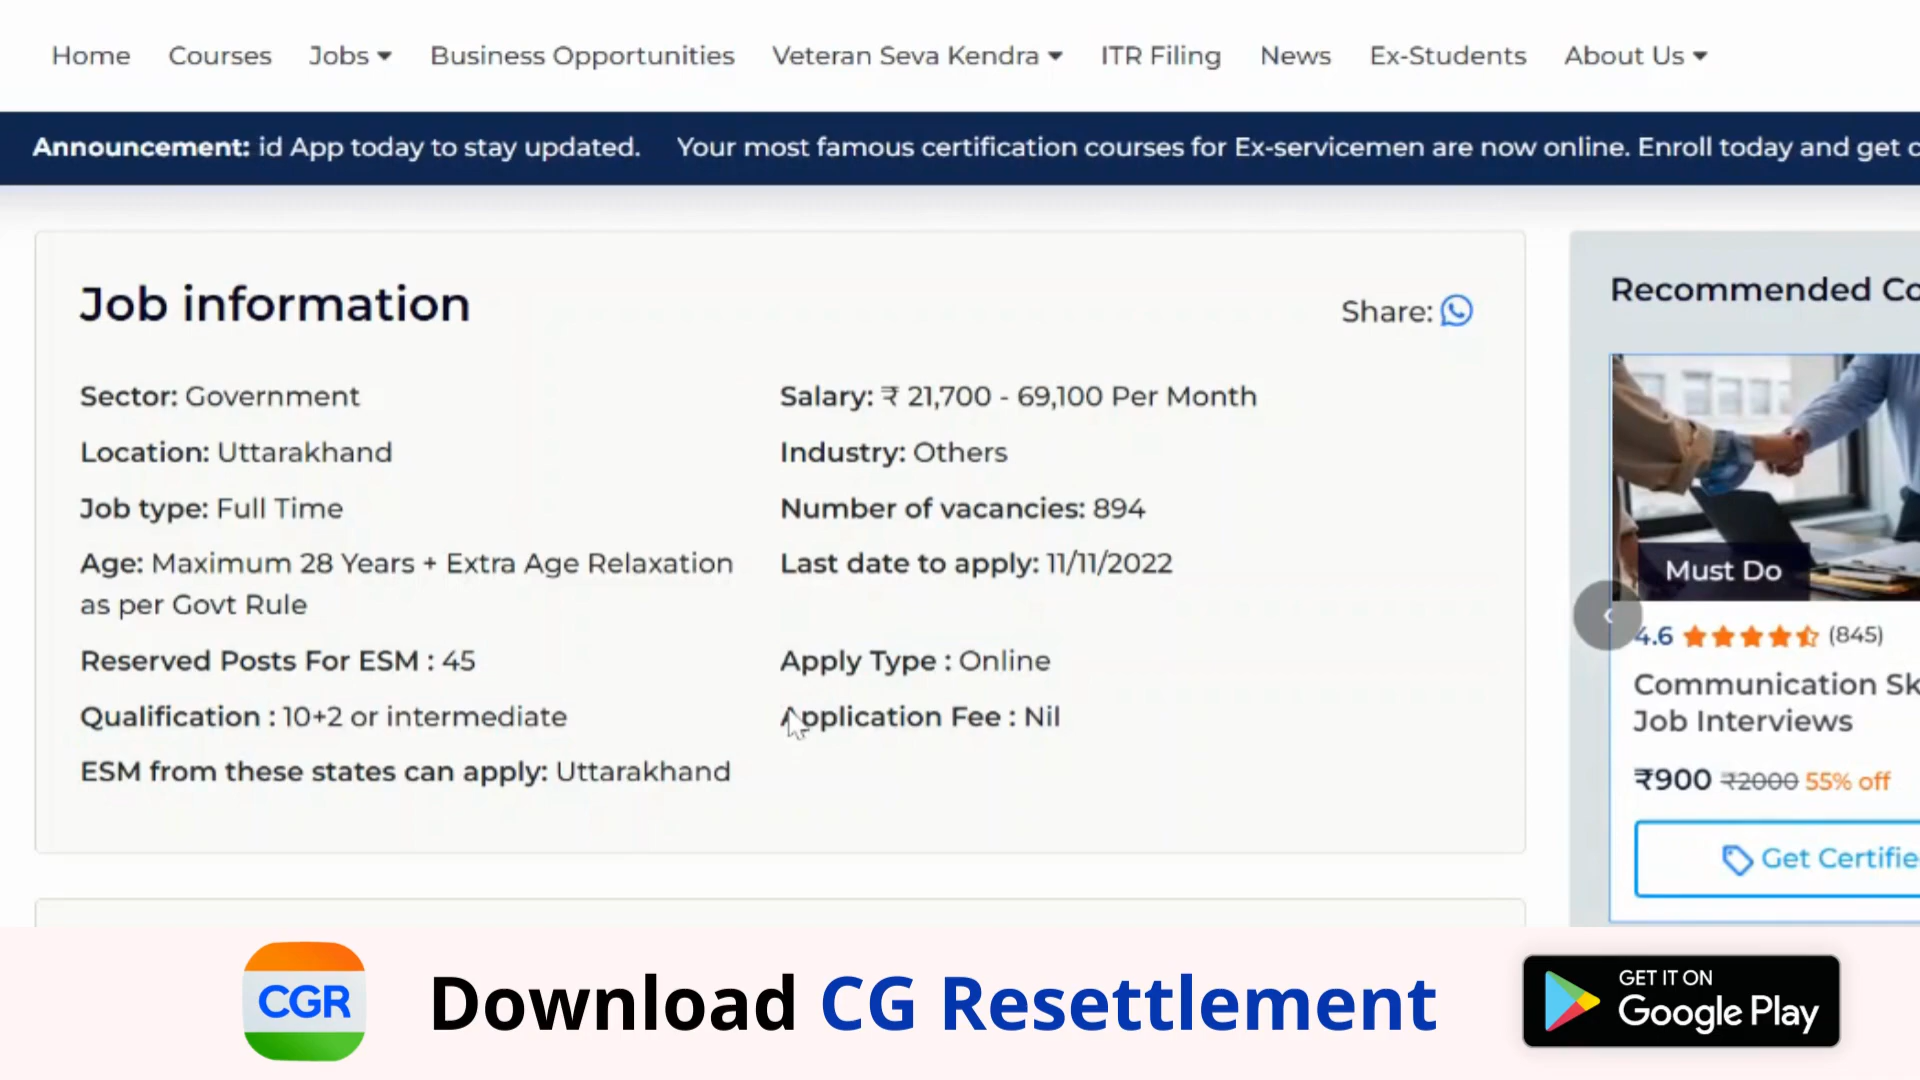 Home Courses Jobs Business Opportunities Veteran Seva Kendra ITR Filing News Ex-Students About Us
Announcement: id App today to stay updated. Your most famous certification courses for Ex-servicemen are now online. Enroll today and get c
Job information
Share:
Sector: Government
Salary: ₹ 21,700 - 69,100 Per Month
Location: Uttarakhand
Industry: Others
Job type: Full Time
Number of vacancies: 894
Age: Maximum 28 Years + Extra Age Relaxation
as per Govt Rule
Last date to apply: 11/11/2022
Reserved Posts For ESM : 45
Apply Type : Online
Qualification : 10+2 or intermediate
Application Fee : Nil
ESM from these states can apply: Uttarakhand
Recommended Co
Must Do
4.6 (845)
Communication Sk
Job Interviews
₹900 ₹2000 55% off
Get Certifie
CGR
Download CG Resettlement
GET IT ON
Google Play